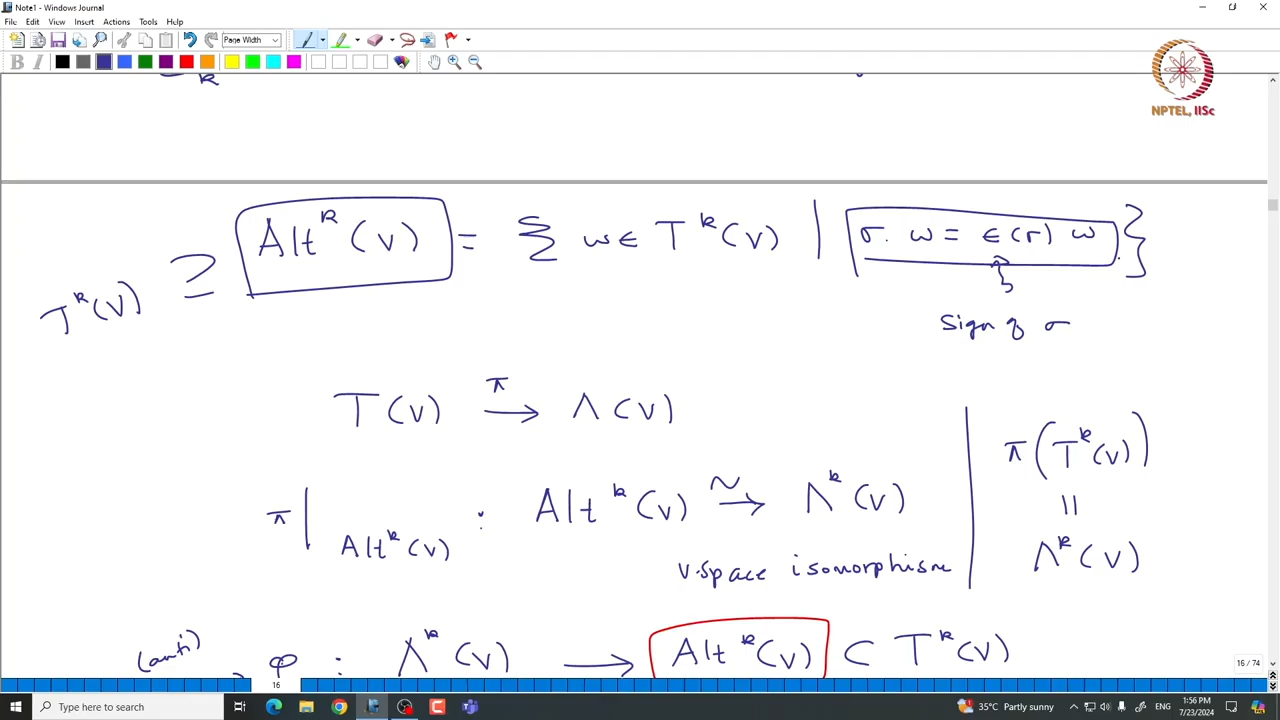 Note1 - Windows Journal
File Edit View Insert Actions Tools Help
Page Width
B I
k
NPTEL, IISc
T^k(V) ⊇ Alt^k(V) = { w ∈ T^k(V) | σ. w = ϵ(σ) w }
Sign of σ
T(V) →^π Λ(V)
π|_{Alt^k(V)} : Alt^k(V) →^~ Λ^k(V)
v.space isomorphism
π(T^k(V))
||
Λ^k(V)
(anti)
φ : Λ^k(V) → Alt^k(V) ⊂ T^k(V)
16 / 74
16
Type here to search
35°C Partly sunny
ENG
1:56 PM
7/23/2024